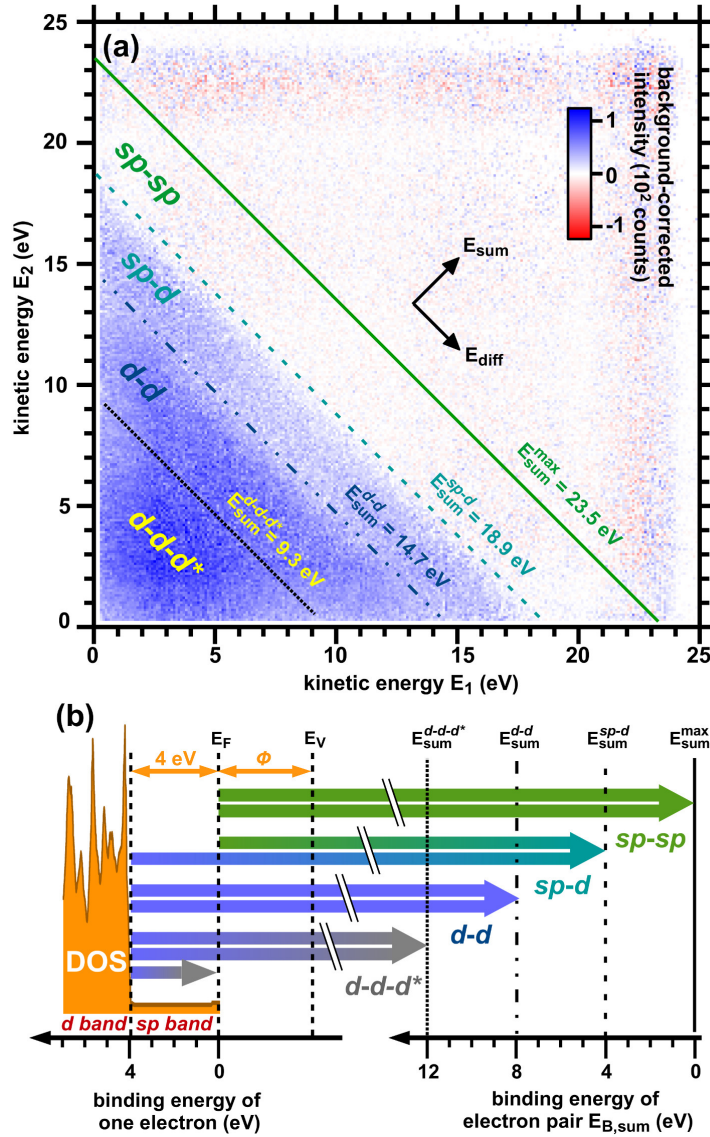 (a)
25
20
15
10
5
0
kinetic energy E₂ (eV)
0
5
10
15
20
25
kinetic energy E₁ (eV)
sp-sp
sp-d
d-d
d-d-d*
1
0
-1
background-corrected
intensity (10² counts)
E_sum
E_diff
E_sum^max = 23.5 eV
E_sum^sp-d = 18.9 eV
E_sum^d-d = 14.7 eV
E_sum^d-d-d* = 9.3 eV
(b)
E_F
E_V
E_sum^d-d-d*
E_sum^d-d
E_sum^sp-d
E_sum^max
4 eV
Φ
sp-sp
sp-d
d-d
d-d-d*
DOS
d band
sp band
4
0
12
8
4
0
binding energy of
one electron (eV)
binding energy of
electron pair E_B,sum (eV)